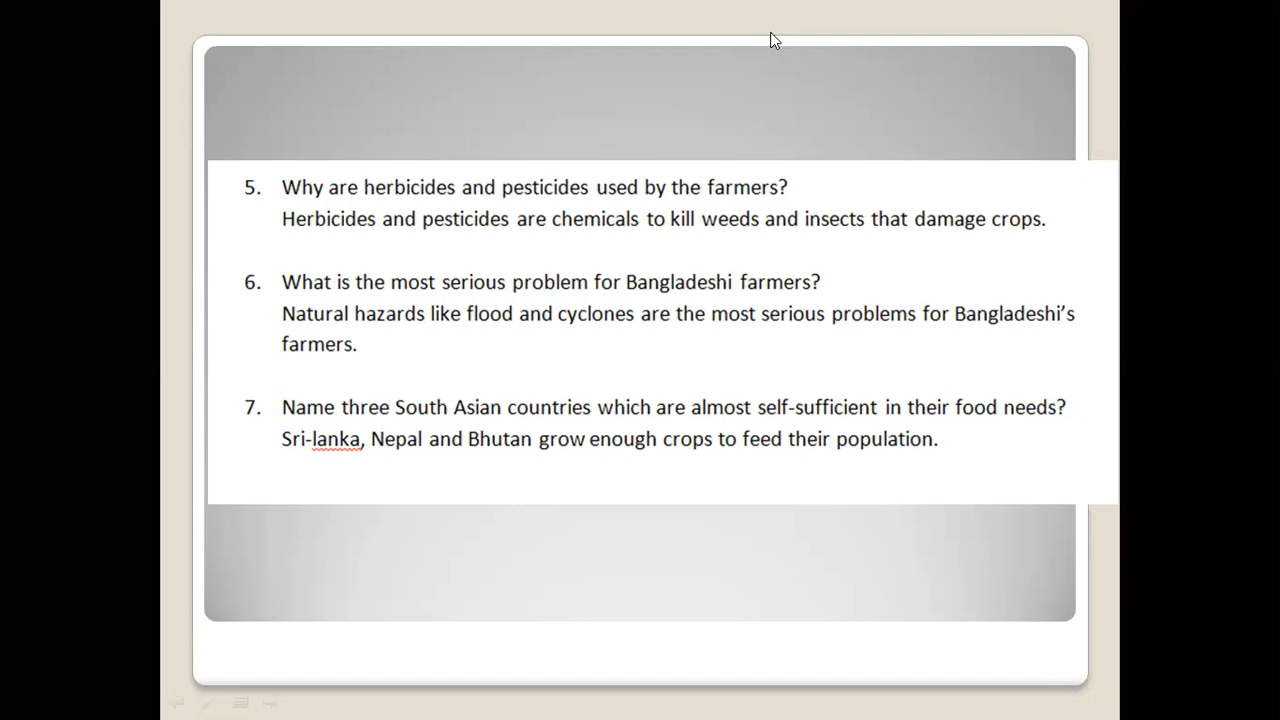 5. Why are herbicides and pesticides used by the farmers?
Herbicides and pesticides are chemicals to kill weeds and insects that damage crops.
6. What is the most serious problem for Bangladeshi farmers?
Natural hazards like flood and cyclones are the most serious problems for Bangladeshi’s
farmers.
7. Name three South Asian countries which are almost self-sufficient in their food needs?
Sri-lanka, Nepal and Bhutan grow enough crops to feed their population.